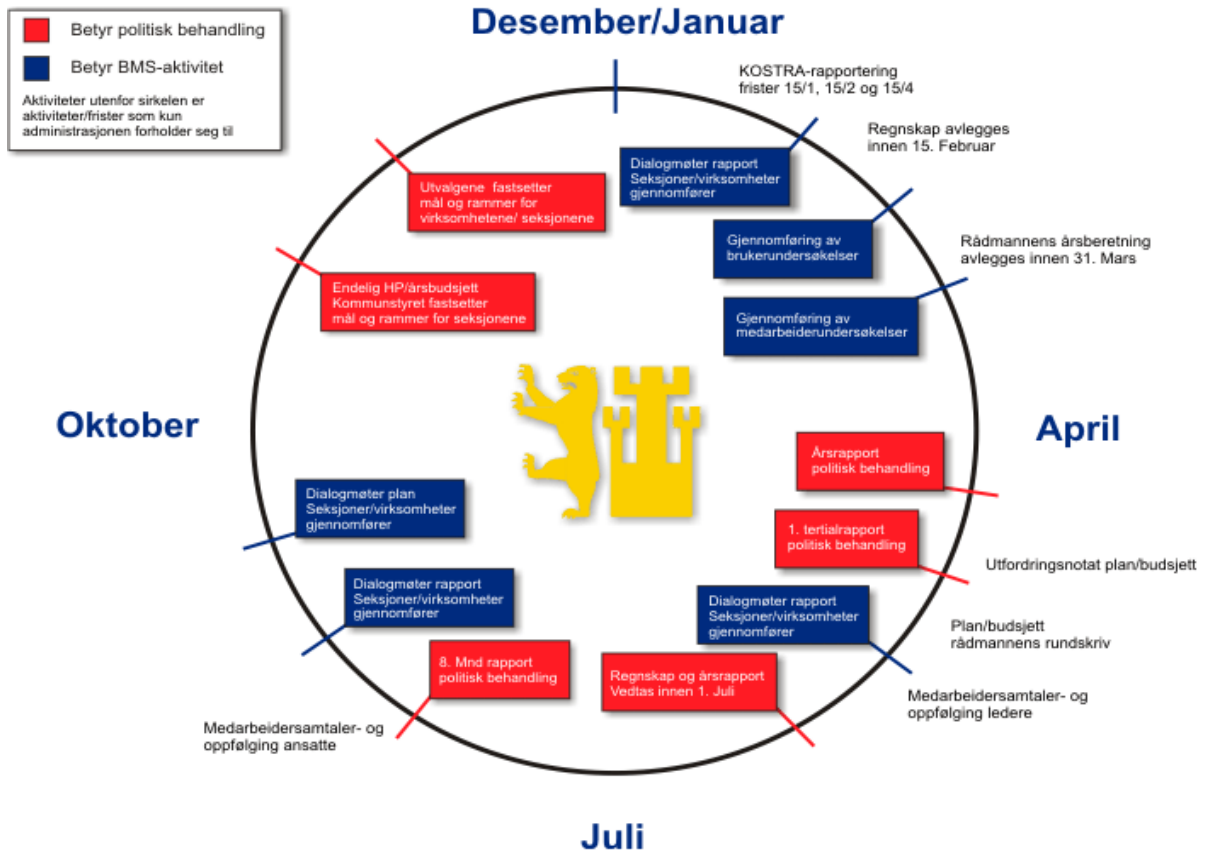 Desember/Januar
Betyr politisk behandling
Betyr BMS-aktivitet
Aktiviteter utenfor sirkelen er
aktiviteter/frister som kun
administrasjonen forholder seg til
KOSTRA-rapportering
frister 15/1, 15/2 og 15/4
Regnskap avlegges
innen 15. Februar
Dialogmøter rapport
Seksjoner/virksomheter
gjennomfører
Utvalgene fastsetter
mål og rammer for
virksomhetene/ seksjonene
Gjennomføring av
brukerundersøkelser
Rådmannens årsberetning
avlegges innen 31. Mars
Endelig HP/årsbudsjett
Kommunstyret fastsetter
mål og rammer for seksjonene
Gjennomføring av
medarbeiderundersøkelser
Oktober
April
Årsrapport
politisk behandling
Dialogmøter plan
Seksjoner/virksomheter
gjennomfører
1. tertialrapport
politisk behandling
Utfordringsnotat plan/budsjett
Dialogmøter rapport
Seksjoner/virksomheter
gjennomfører
Dialogmøter rapport
Seksjoner/virksomheter
gjennomfører
Plan/budsjett
rådmannens rundskriv
8. Mnd rapport
politisk behandling
Regnskap og årsrapport
Vedtas innen 1. Juli
Medarbeidersamtaler- og
oppfølging ledere
Medarbeidersamtaler- og
oppfølging ansatte
Juli